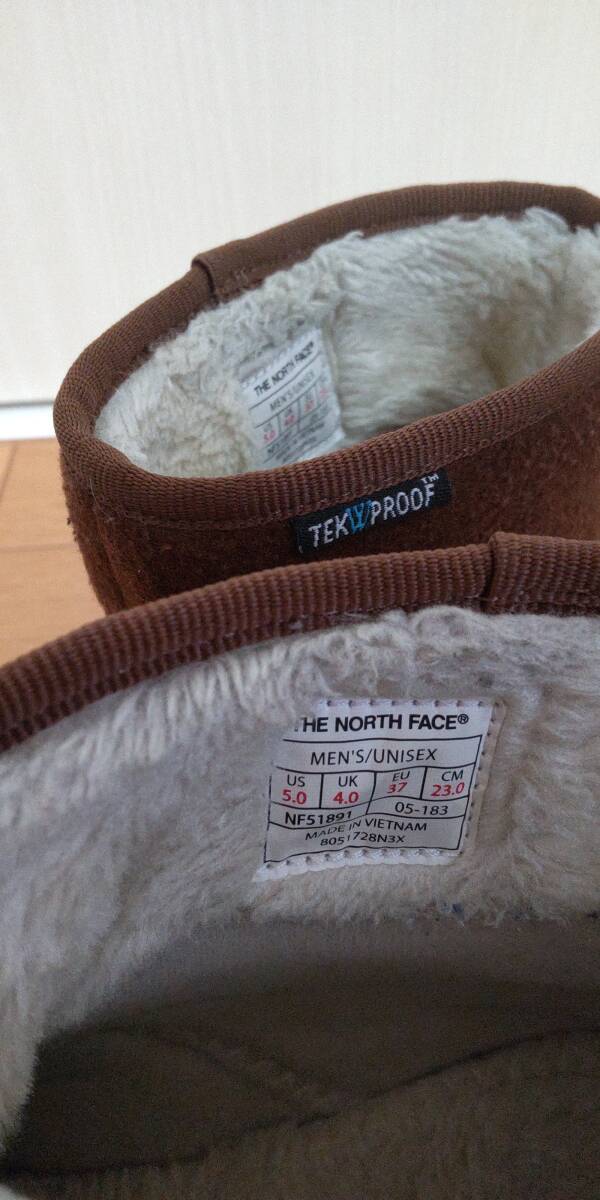 THE NORTH FACE®
MEN'S/UNISEX
TEKWPROOF™
THE NORTH FACE®
MEN'S/UNISEX
US UK EU CM
5.0 4.0 37 23.0
NF51891 05-183
MADE IN VIETNAM
8051728N3X